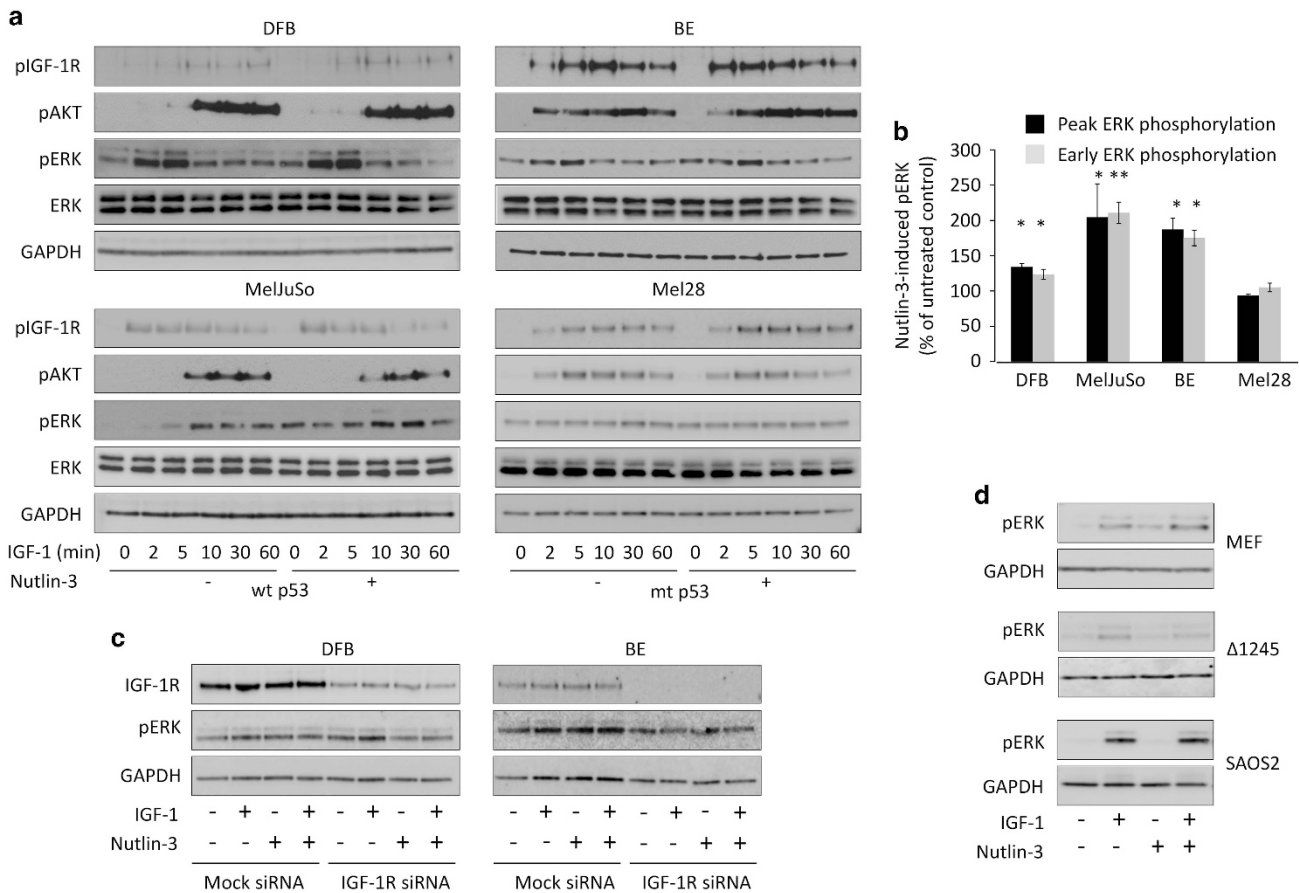 a
DFB
BE
pIGF-1R
pAKT
pERK
ERK
GAPDH
MelJuSo
Mel28
pIGF-1R
pAKT
pERK
ERK
GAPDH
IGF-1 (min) 0 2 5 10 30 60 0 2 5 10 30 60 0 2 5 10 30 60 0 2 5 10 30 60
Nutlin-3 - + - +
wt p53 mt p53
b
Peak ERK phosphorylation
Early ERK phosphorylation
Nutlin-3-induced pERK
(% of untreated control)
300
250
200
150
100
50
0
* *
* **
* *
DFB MelJuSo BE Mel28
c
DFB BE
IGF-1R
pERK
GAPDH
IGF-1 - + - + - + - + - + - + - + - +
Nutlin-3 - - + + - - + + - - + + - - + +
Mock siRNA IGF-1R siRNA Mock siRNA IGF-1R siRNA
d
pERK
MEF
GAPDH
pERK
Δ1245
GAPDH
pERK
SAOS2
GAPDH
IGF-1 - + - +
Nutlin-3 - - + +